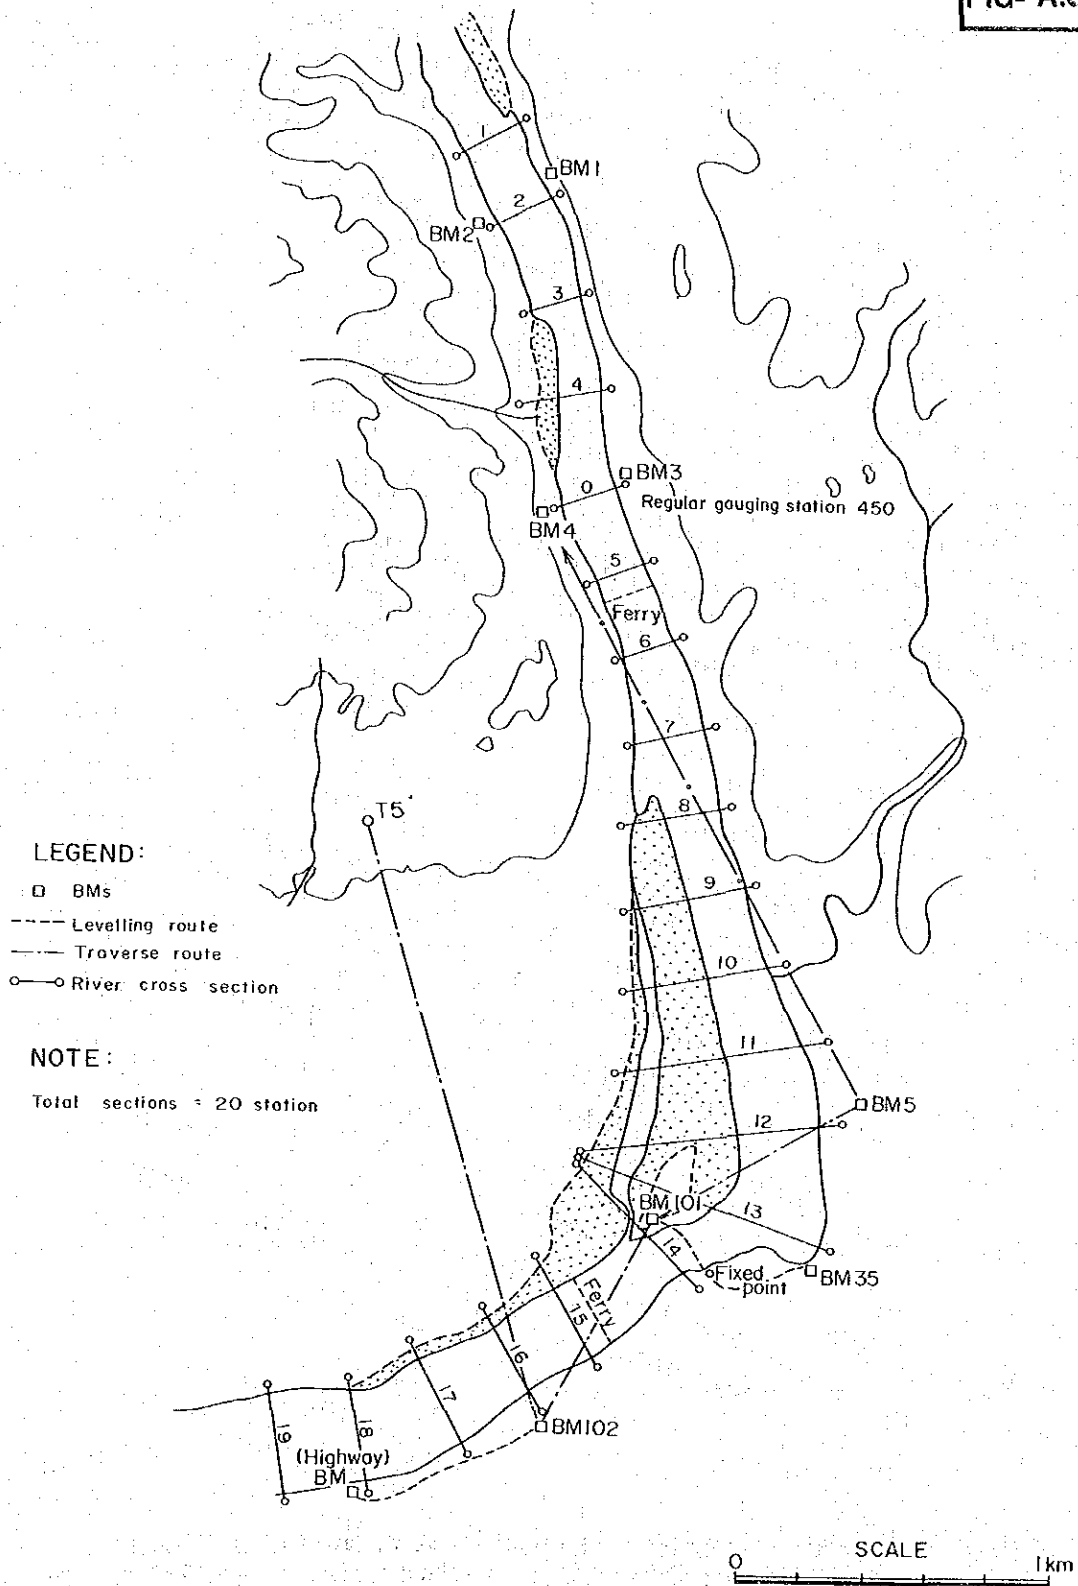 1
BM1
2
BM2
3
4
BM3
0
Regular gauging station 450
BM4
5
Ferry
6
7
T5
8
LEGEND:
BMs
Levelling route
Traverse route
River cross section
9
10
NOTE:
Total sections = 20 station
11
BM5
12
BM101
13
14
Fixed point
BM35
Ferry
15
16
17
BM102
18
19
(Highway)
BM
SCALE
0
1km